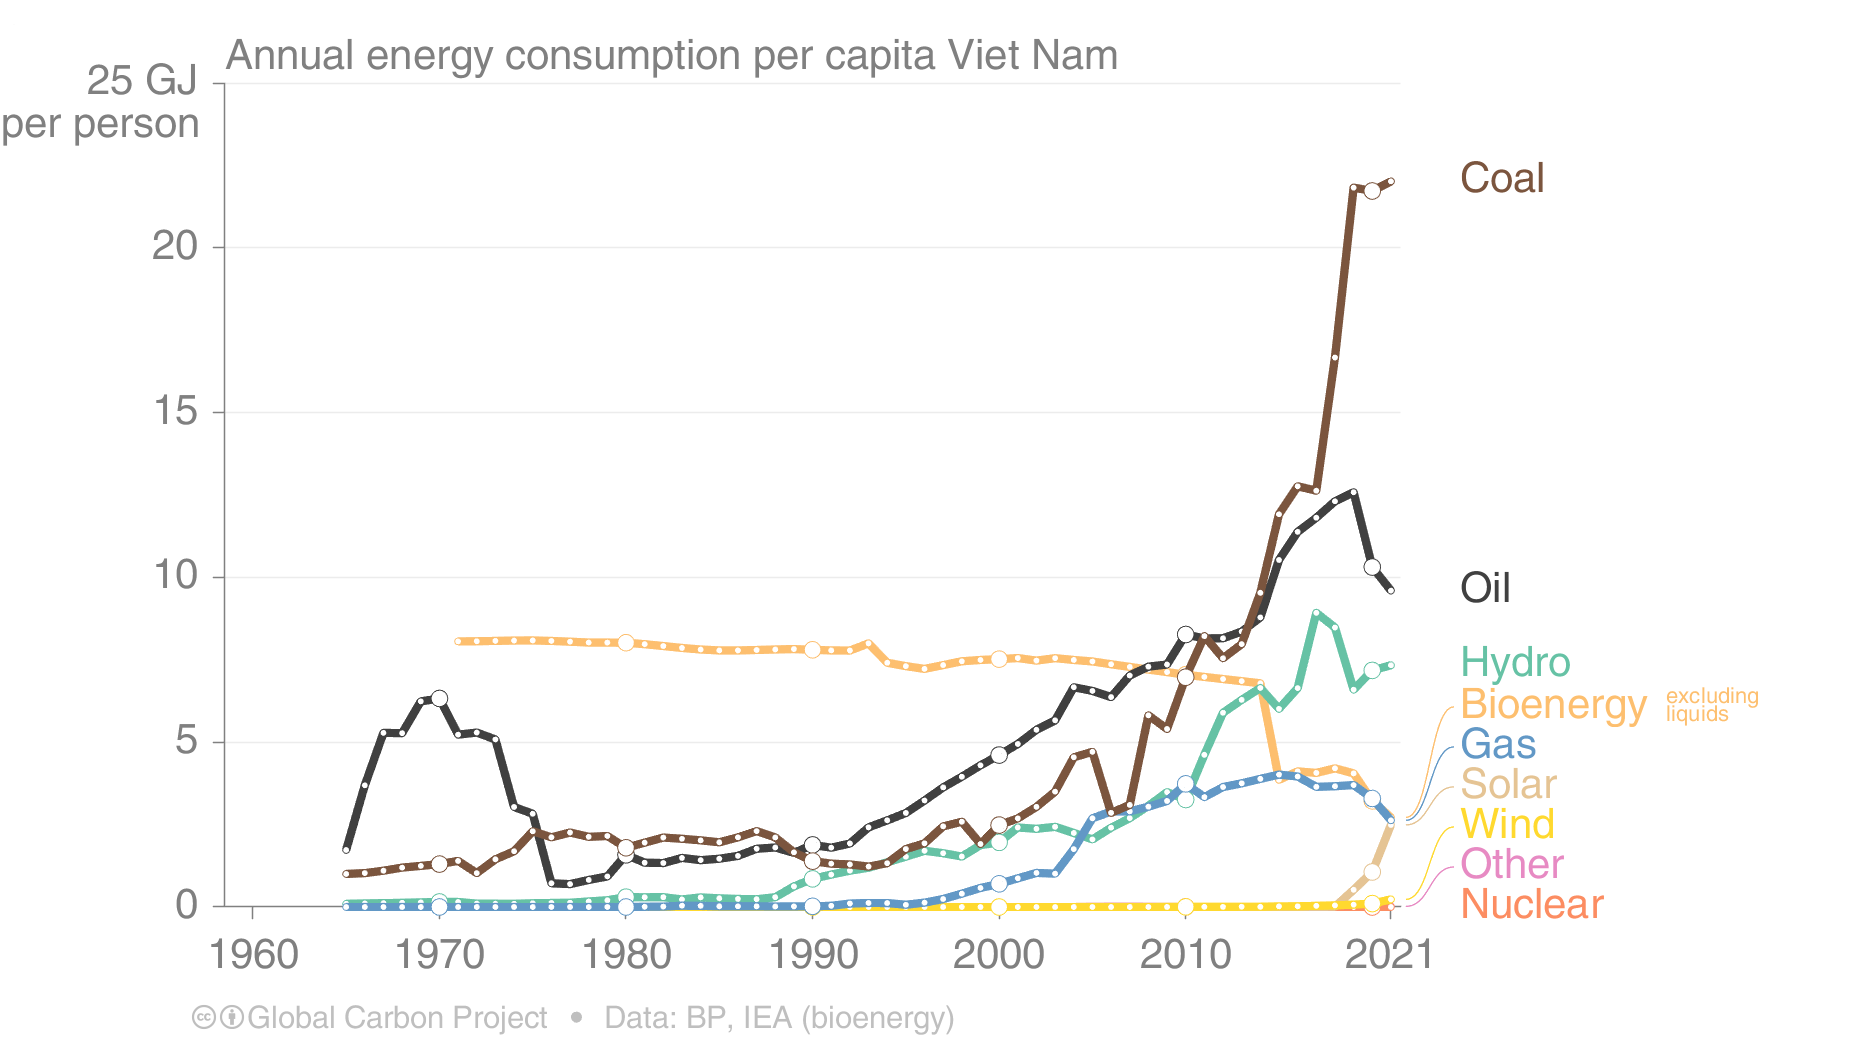 Annual energy consumption per capita Viet Nam
25 GJ
per person
20
15
10
5
0
1960 1970 1980 1990 2000 2010 2021
Coal
Oil
Hydro
Bioenergy excluding
liquids
Gas
Solar
Wind
Other
Nuclear
cc Global Carbon Project • Data: BP, IEA (bioenergy)